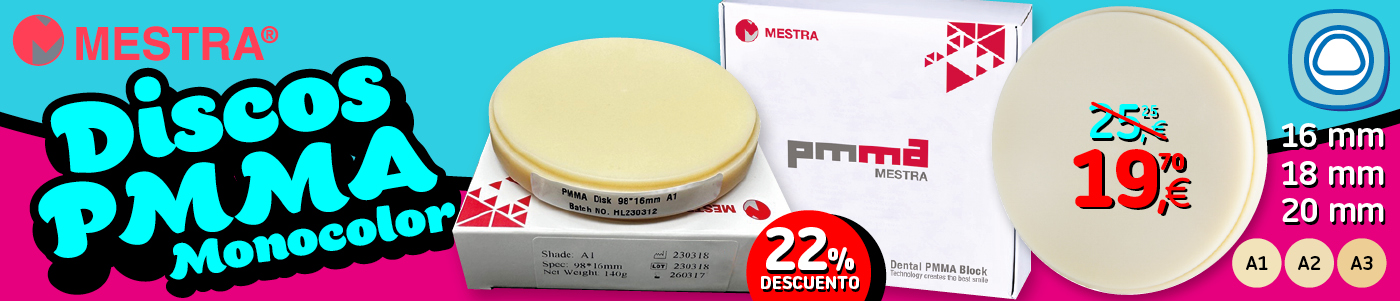 MESTRA®
Discos
PMMA
Monocolor
PMMA Disk 98*16mm A1
Batch NO. HL230312
MESTRA
Shade: A1
Spec: 98*16mm
Net Weight: 140g
230318
LOT 230318
260317
22%
DESCUENTO
MESTRA
pmma
MESTRA
Dental PMMA Block
Technology creates the best smile
25,25€
19,70€
16 mm
18 mm
20 mm
A1 A2 A3